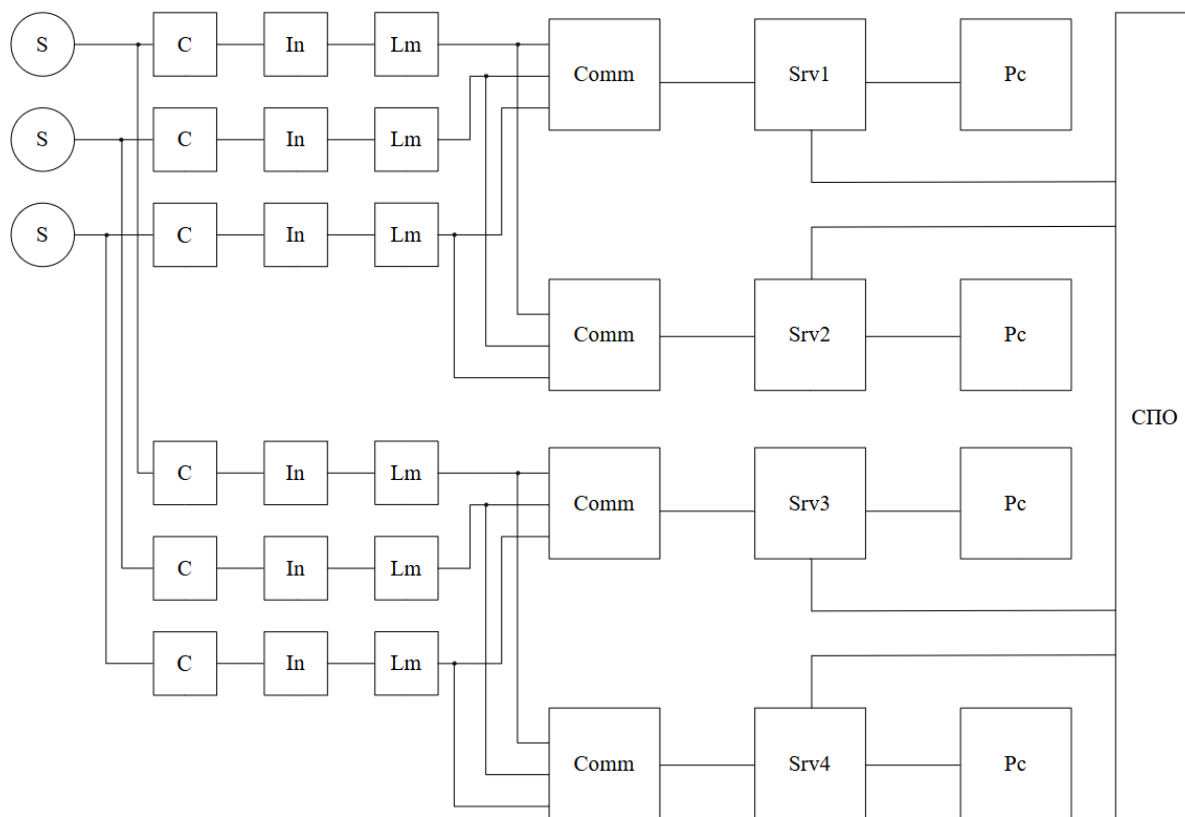 S C In Lm Comm Srv1 Pc
S C In Lm
S C In Lm
Comm Srv2 Pc
СПО
C In Lm Comm Srv3 Pc
C In Lm
C In Lm
Comm Srv4 Pc